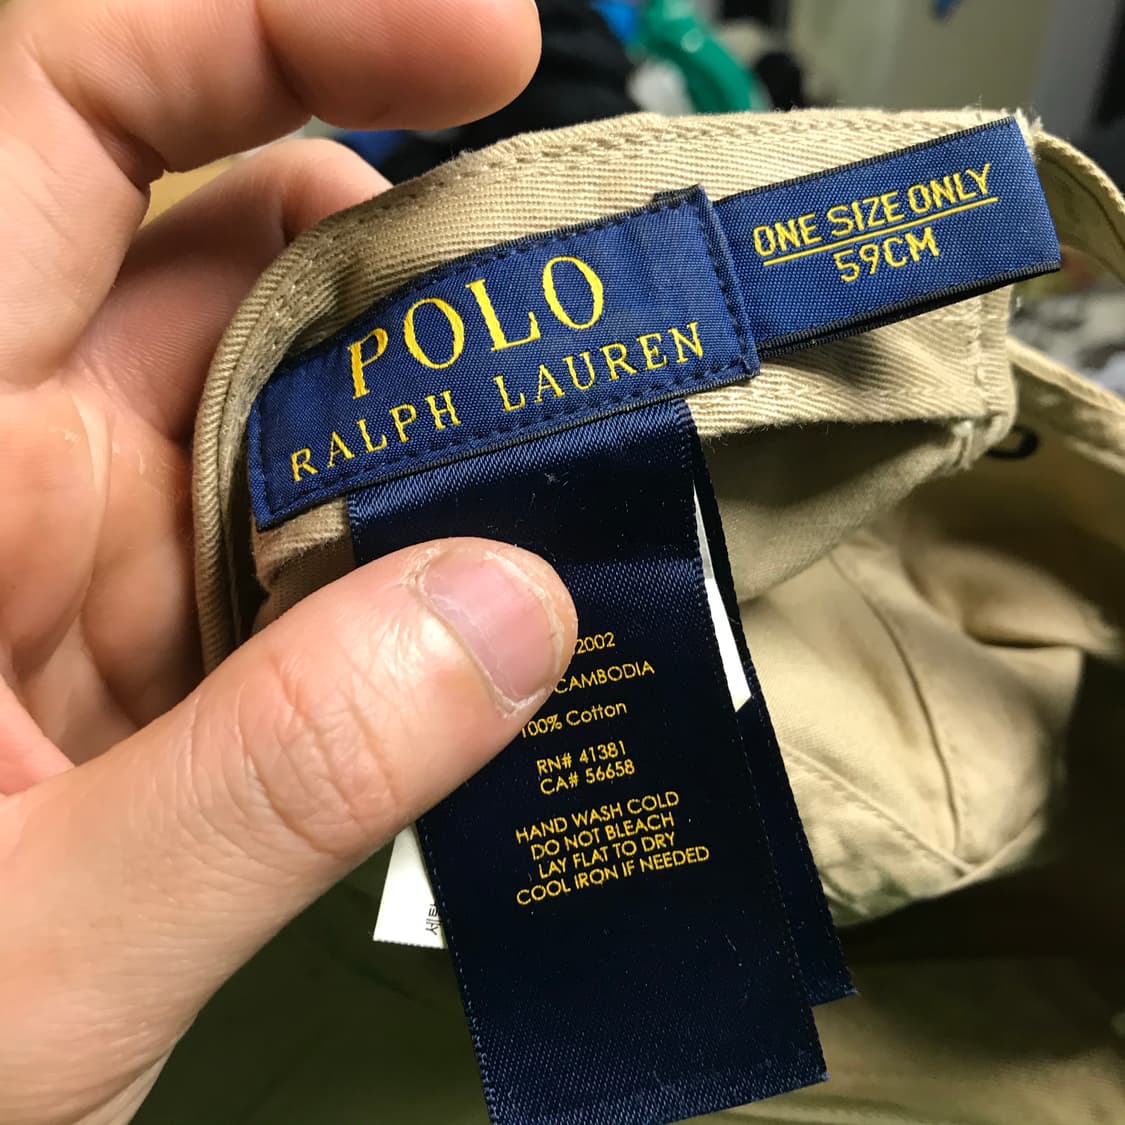 POLO
RALPH LAUREN
ONE SIZE ONLY
59CM
2002
CAMBODIA
100% Cotton
RN# 41381
CA# 56658
HAND WASH COLD
DO NOT BLEACH
LAY FLAT TO DRY
COOL IRON IF NEEDED